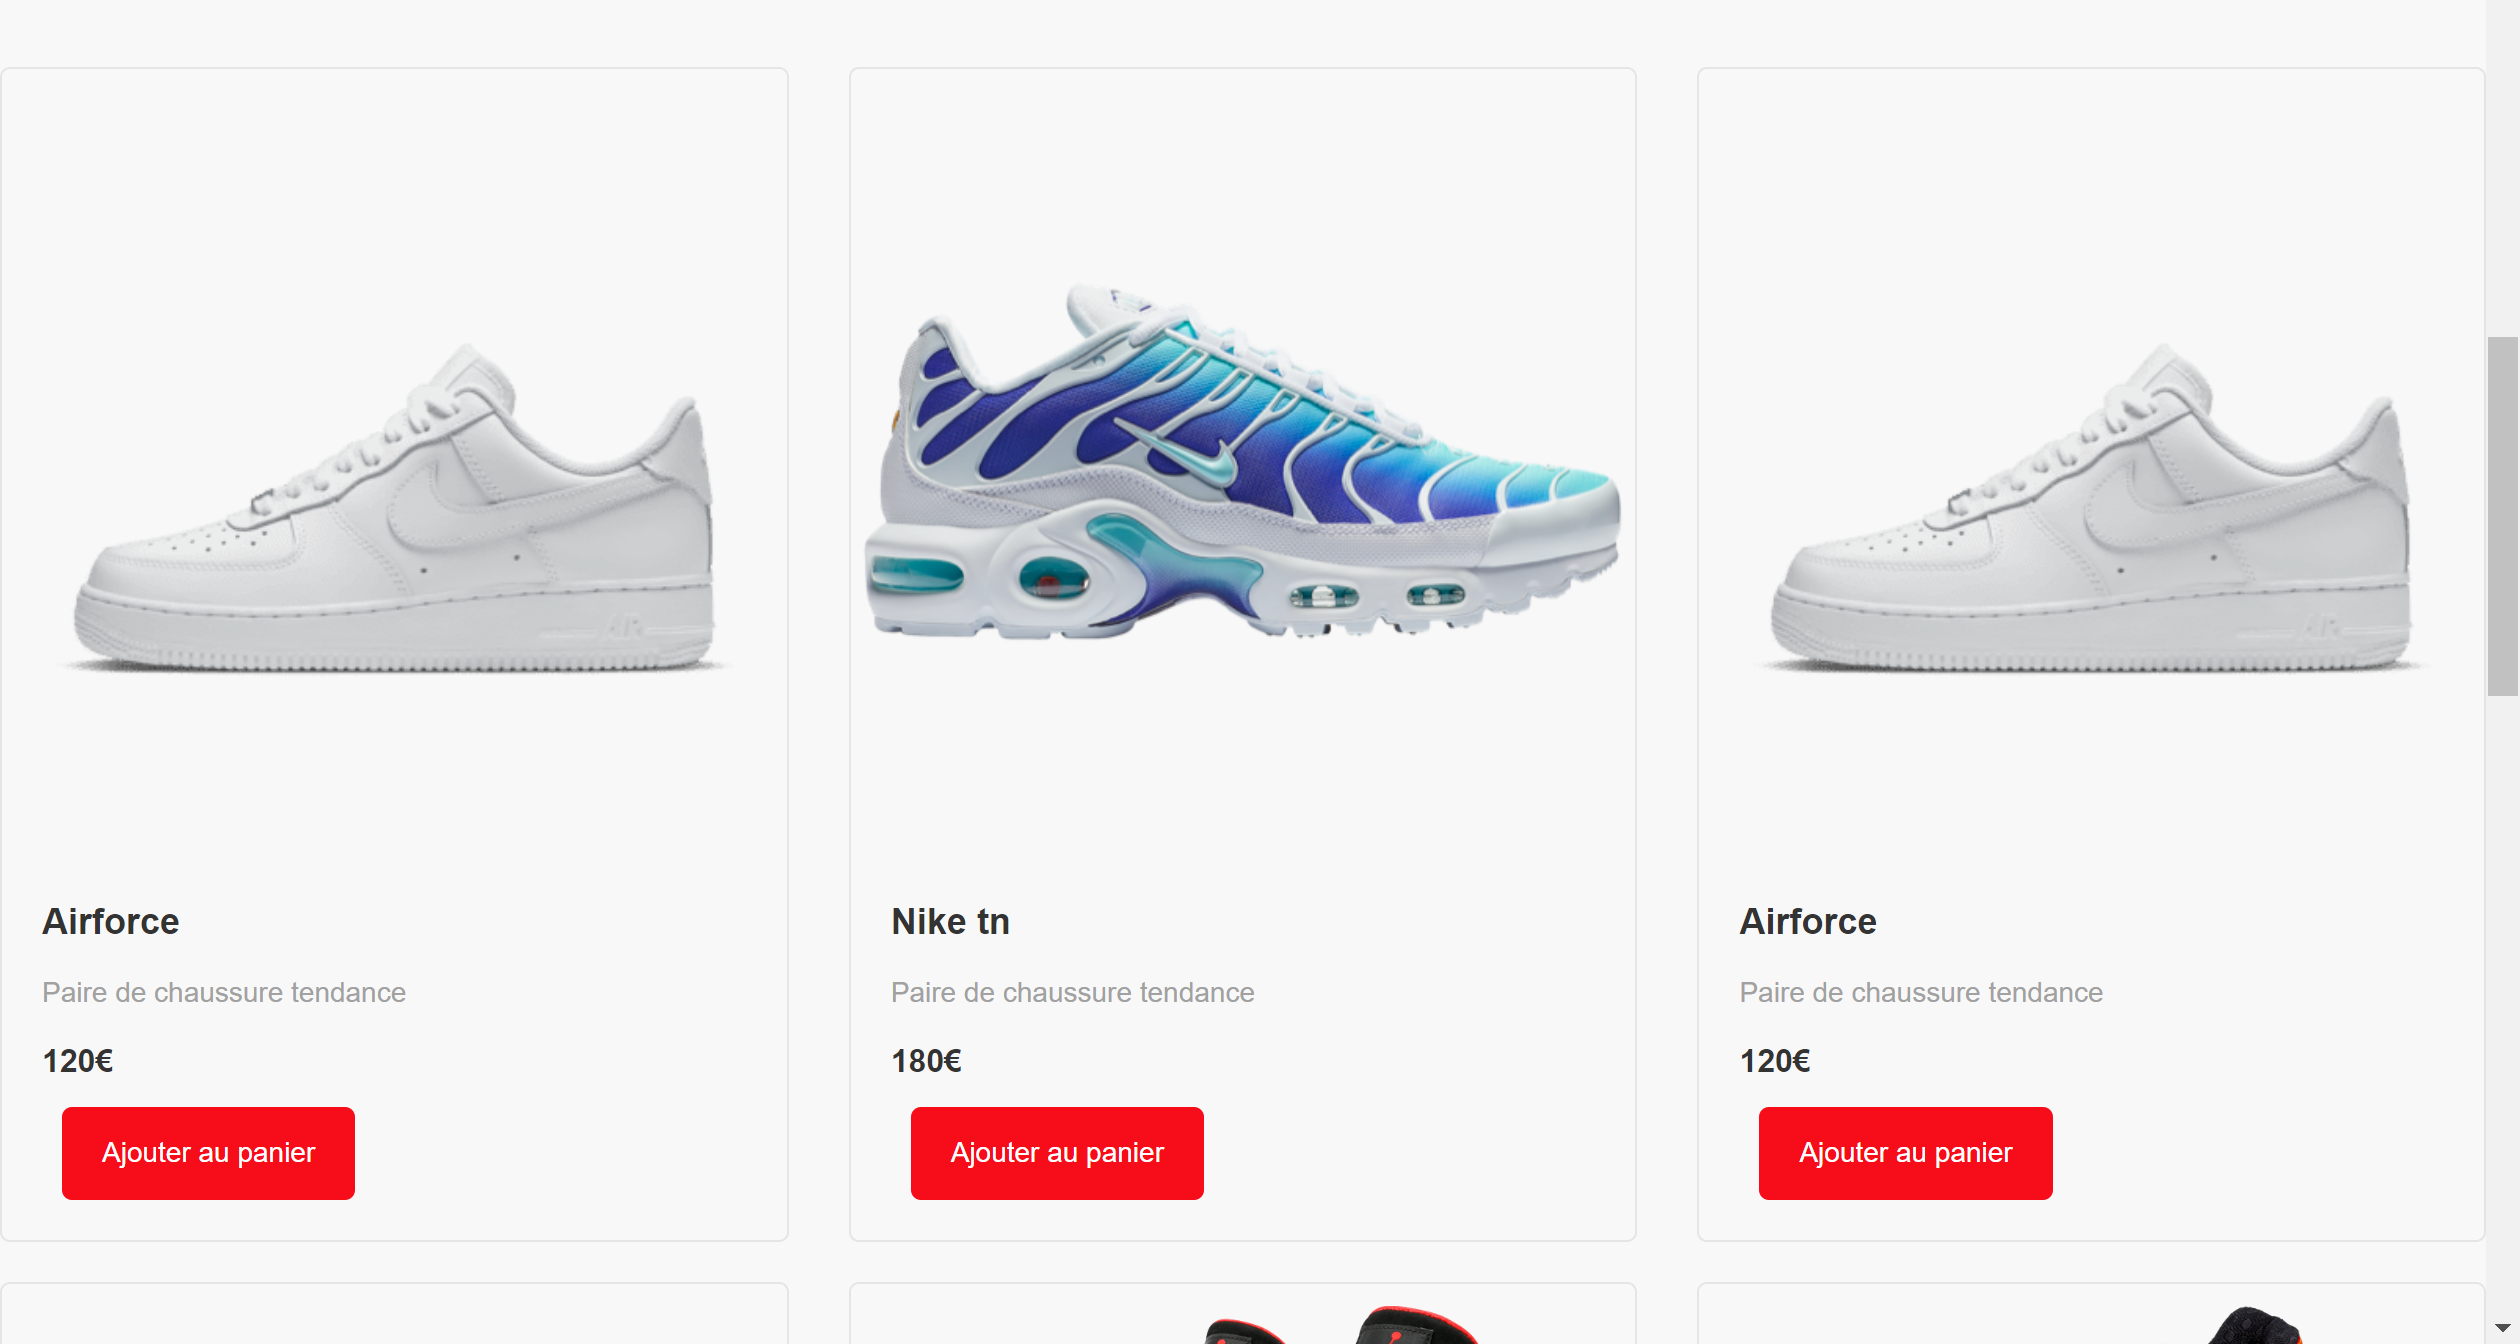 Airforce
Paire de chaussure tendance
120€
Ajouter au panier
Nike tn
Paire de chaussure tendance
180€
Ajouter au panier
Airforce
Paire de chaussure tendance
120€
Ajouter au panier